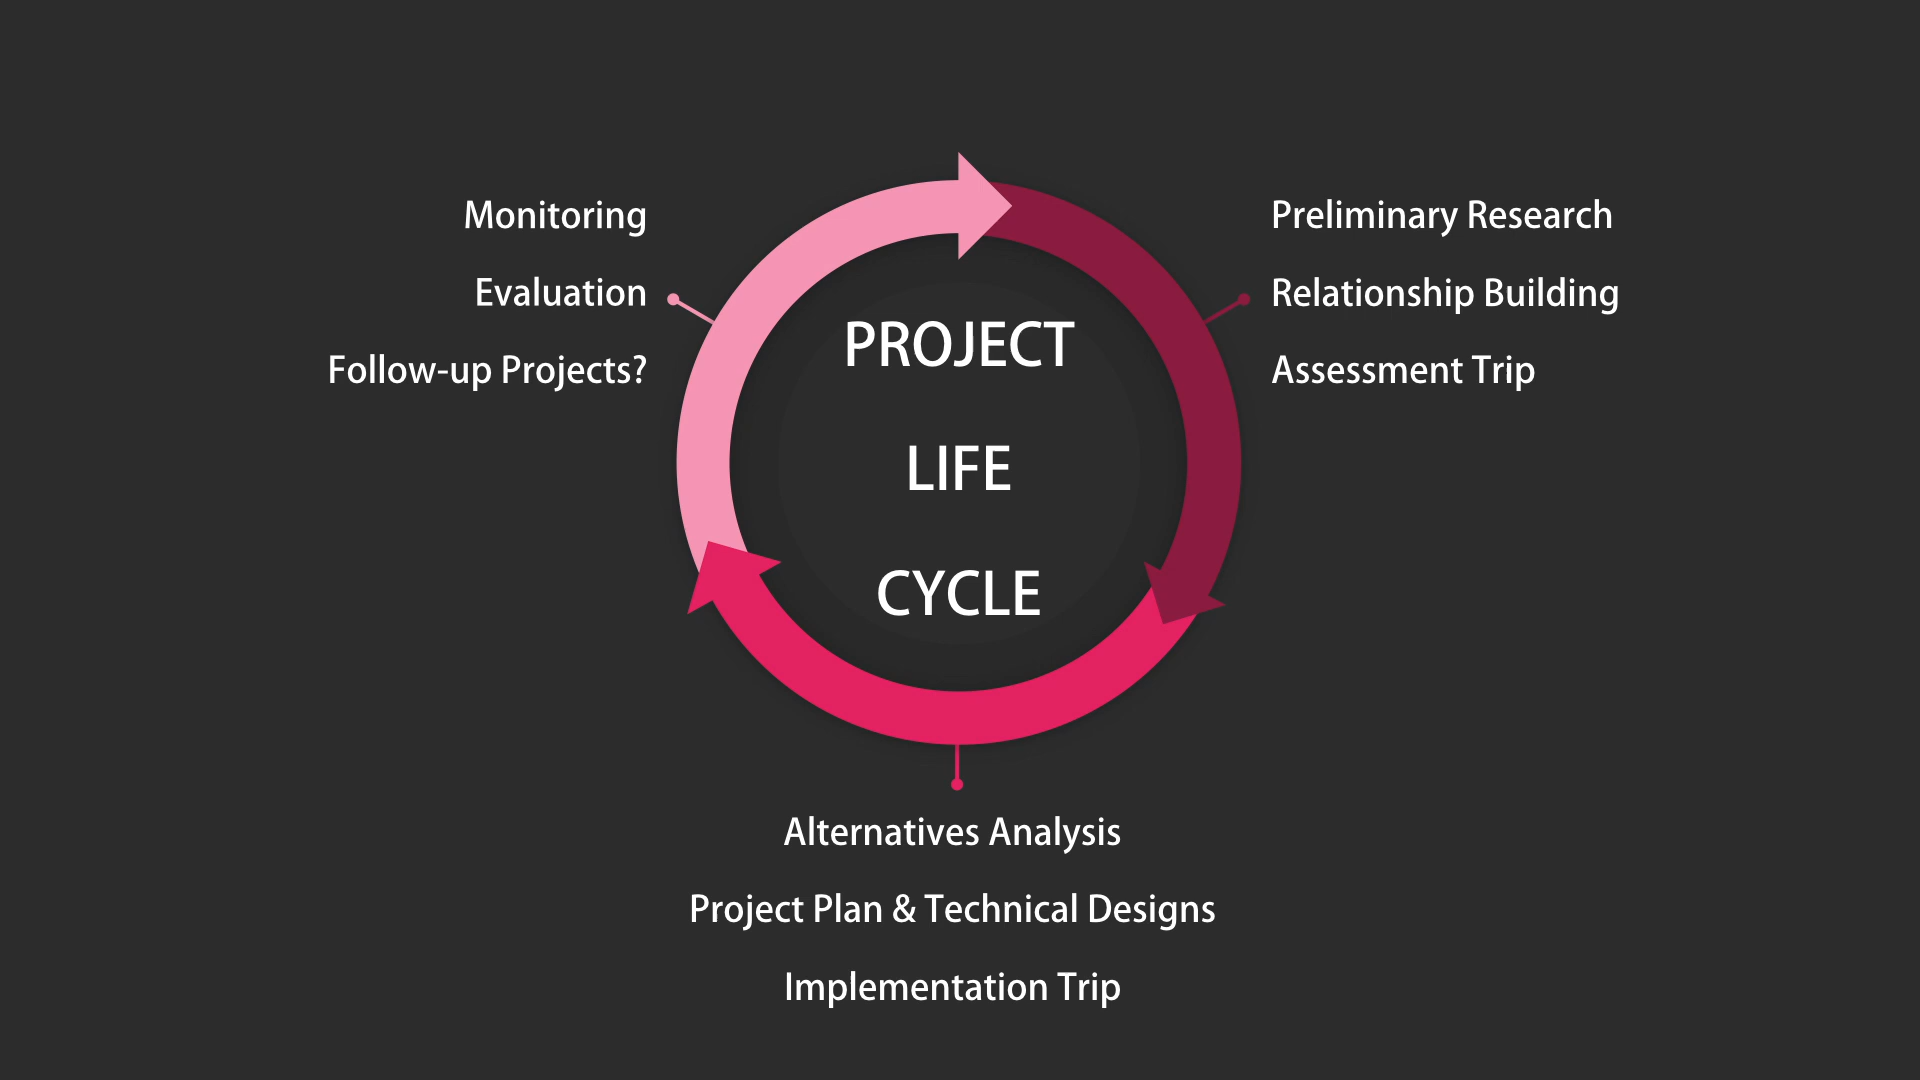 PROJECT
LIFE
CYCLE
Preliminary Research
Relationship Building
Assessment Trip
Alternatives Analysis
Project Plan & Technical Designs
Implementation Trip
Monitoring
Evaluation
Follow-up Projects?